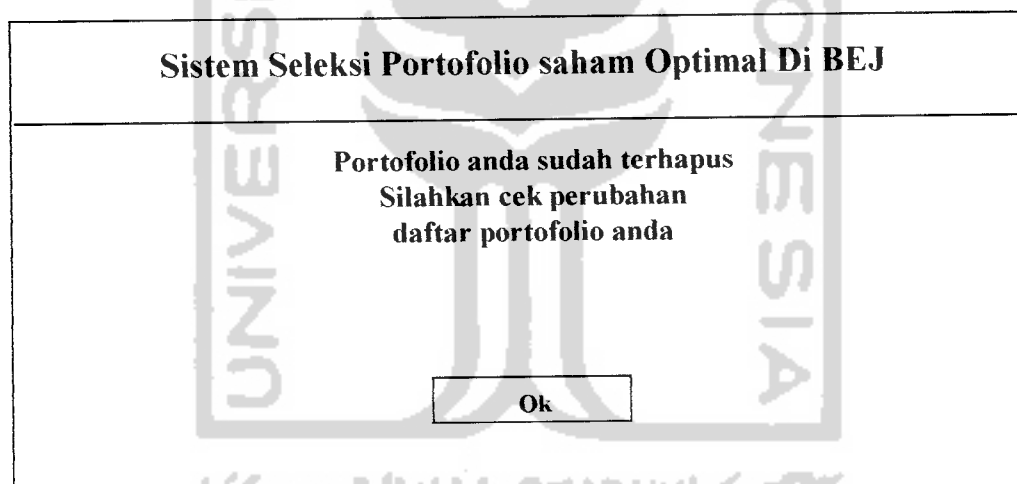 Sistem Seleksi Portofolio saham Optimal Di BEJ
Portofolio anda sudah terhapus
Silahkan cek perubahan
daftar portofolio anda
Ok